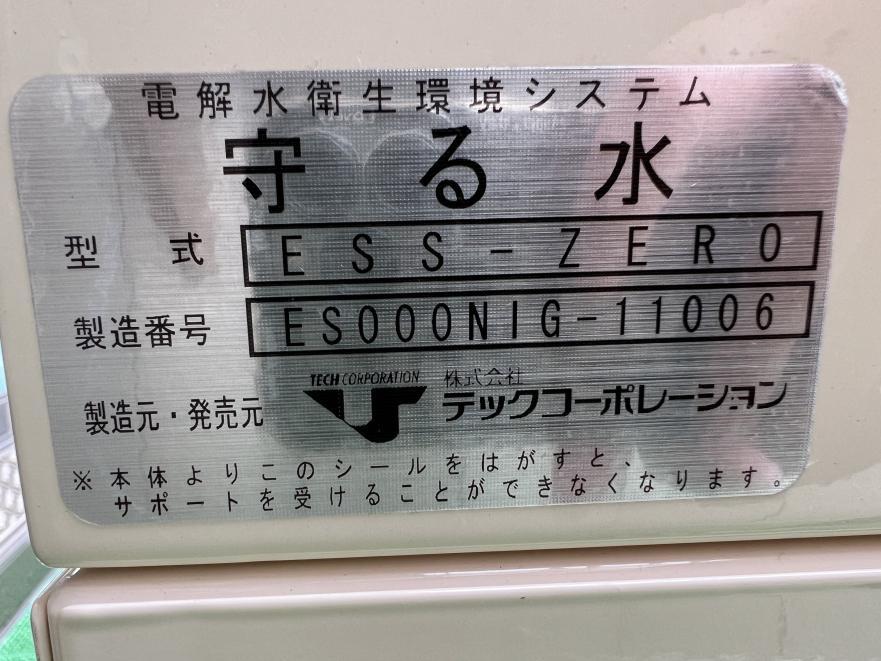 電解水衛生環境システム
守る水
型式 ESS-ZERO
製造番号 ES000NIG-11006
製造元・発売元 TECH CORPORATION 株式会社
テックコーポレーション
※本体よりこのシールをはがすと、
サポートを受けることができなくなります。